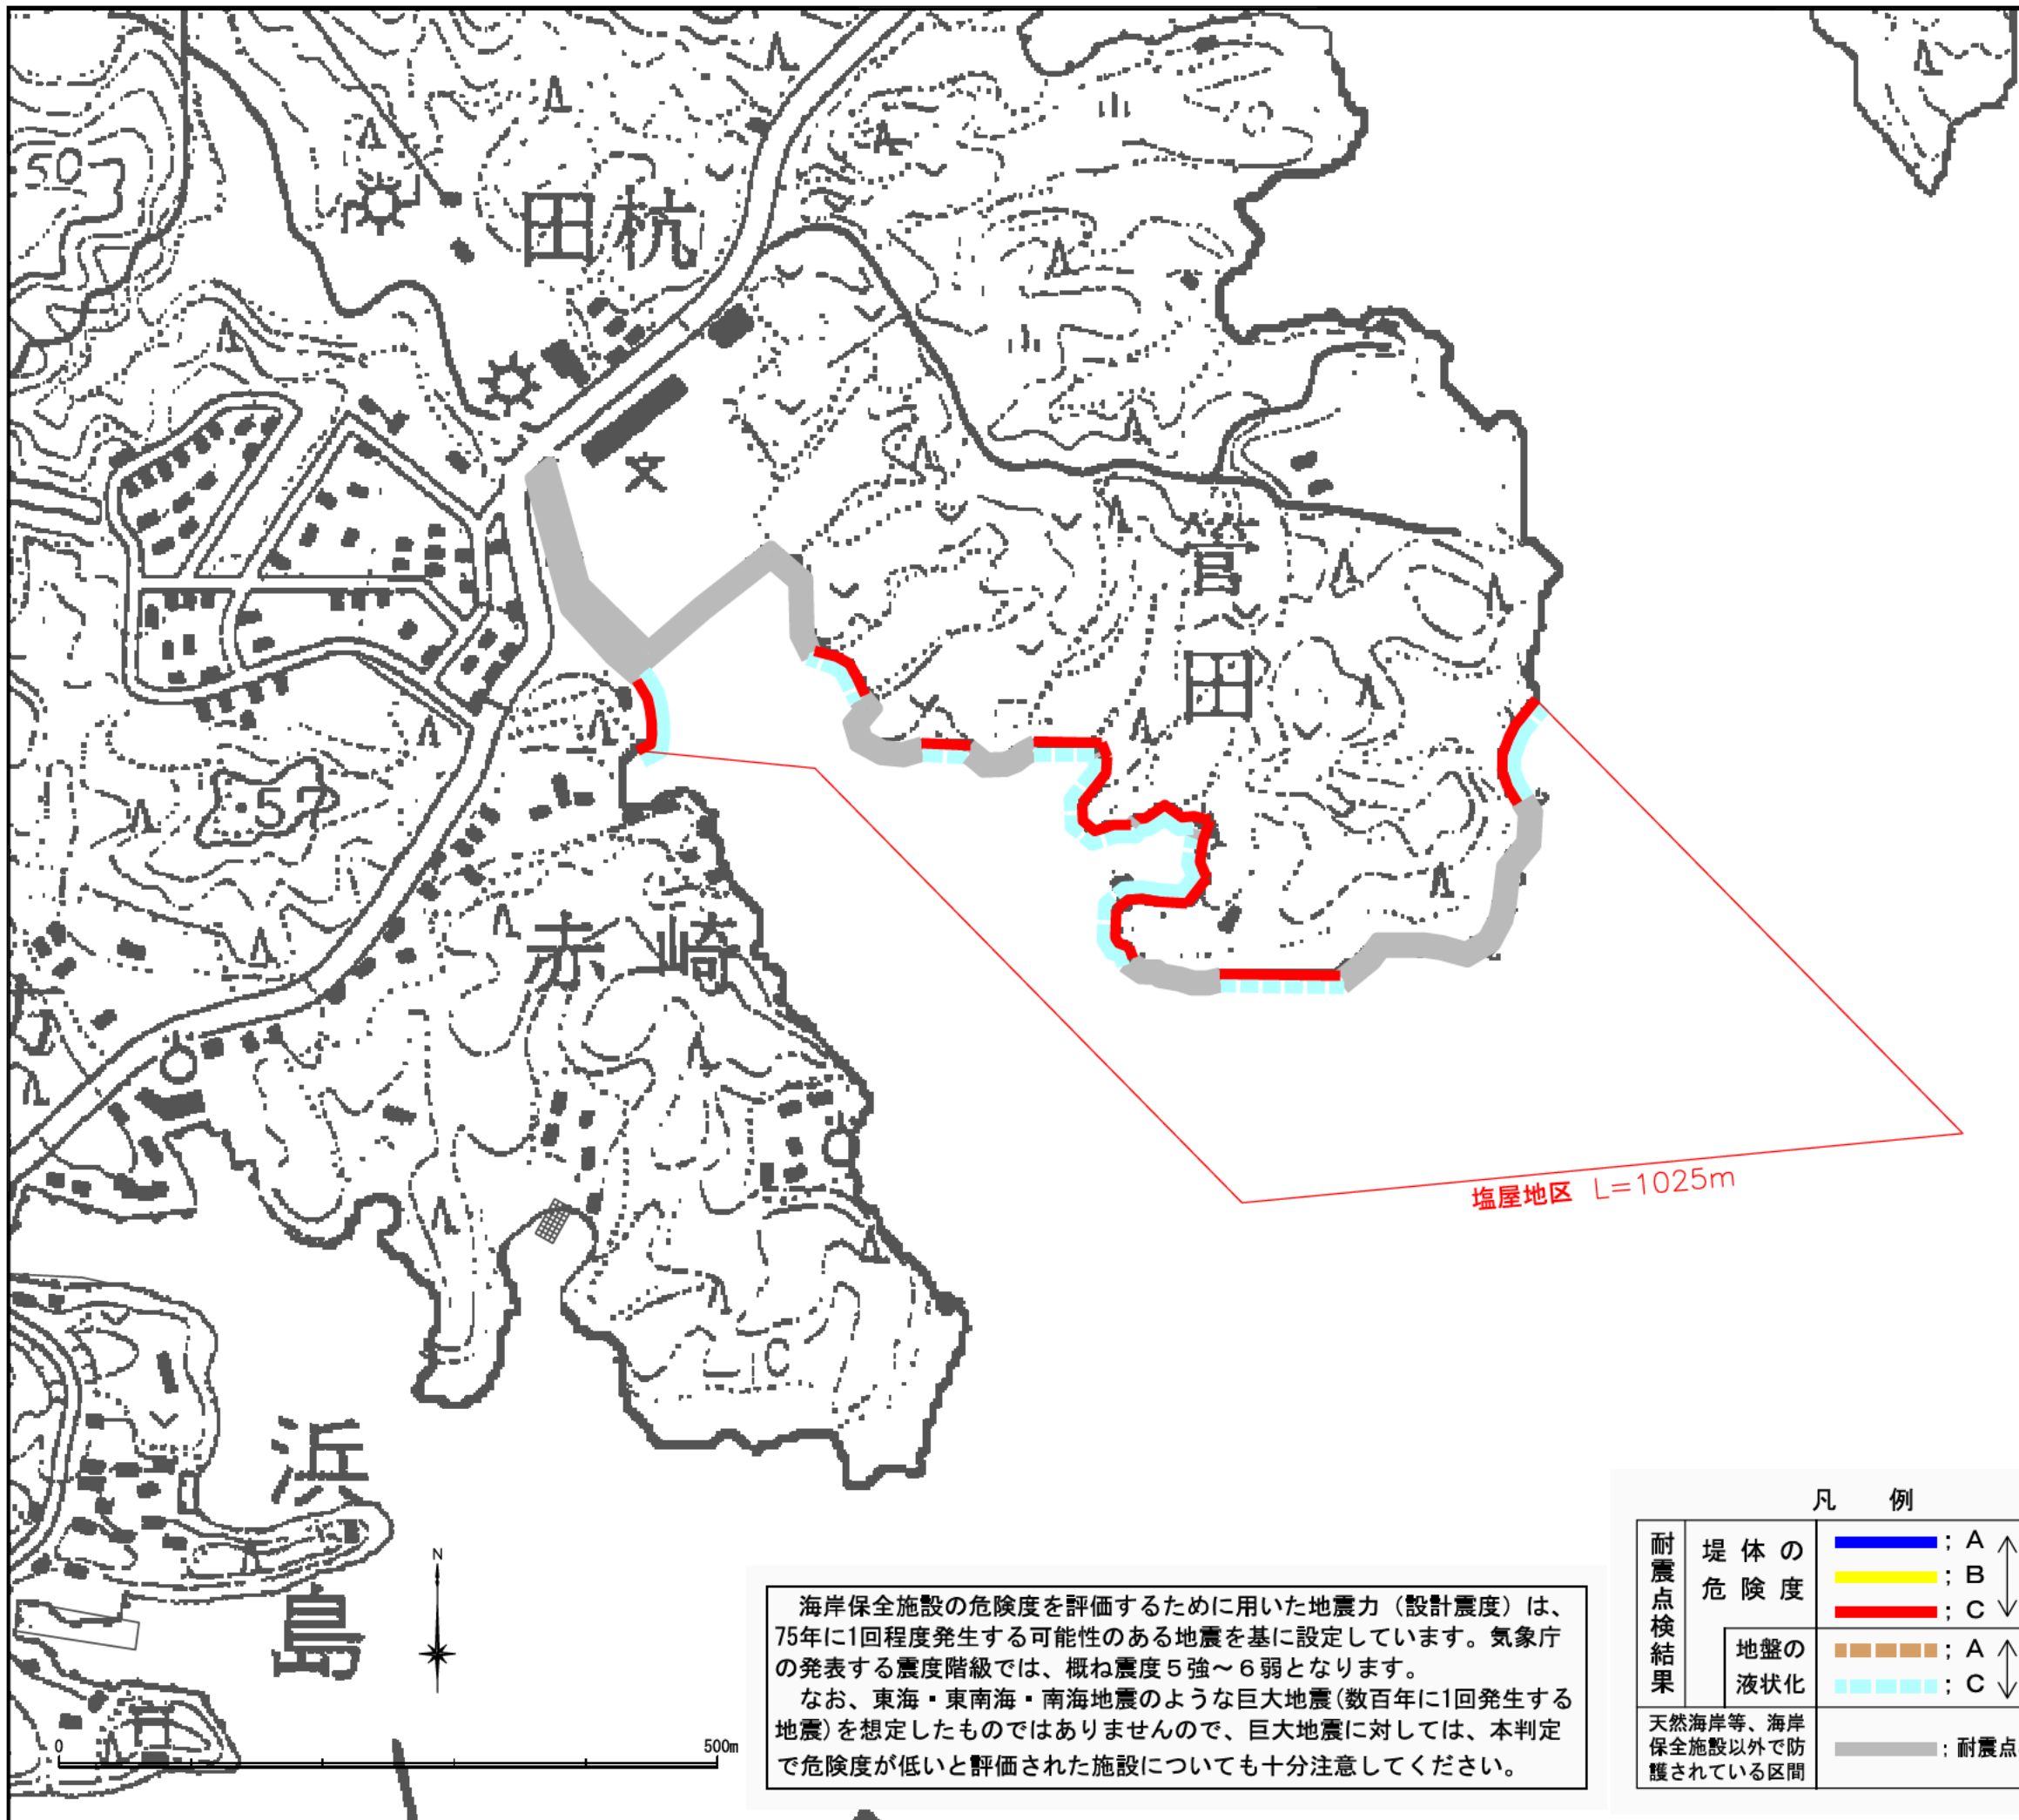 50
田杭
菅田
57
赤崎
塩屋地区 L=1025m
浜島
N
0
500m
海岸保全施設の危険度を評価するために用いた地震力（設計震度）は、
75年に1回程度発生する可能性のある地震を基に設定しています。気象庁
の発表する震度階級では、概ね震度５強～６弱となります。
なお、東海・東南海・南海地震のような巨大地震(数百年に1回発生する
地震)を想定したものではありませんので、巨大地震に対しては、本判定
で危険度が低いと評価された施設についても十分注意してください。
凡 例
耐震点検結果
堤体の
危険度
; A
; B
; C
地盤の
液状化
; A
; C
天然海岸等、海岸
保全施設以外で防
護されている区間
; 耐震点